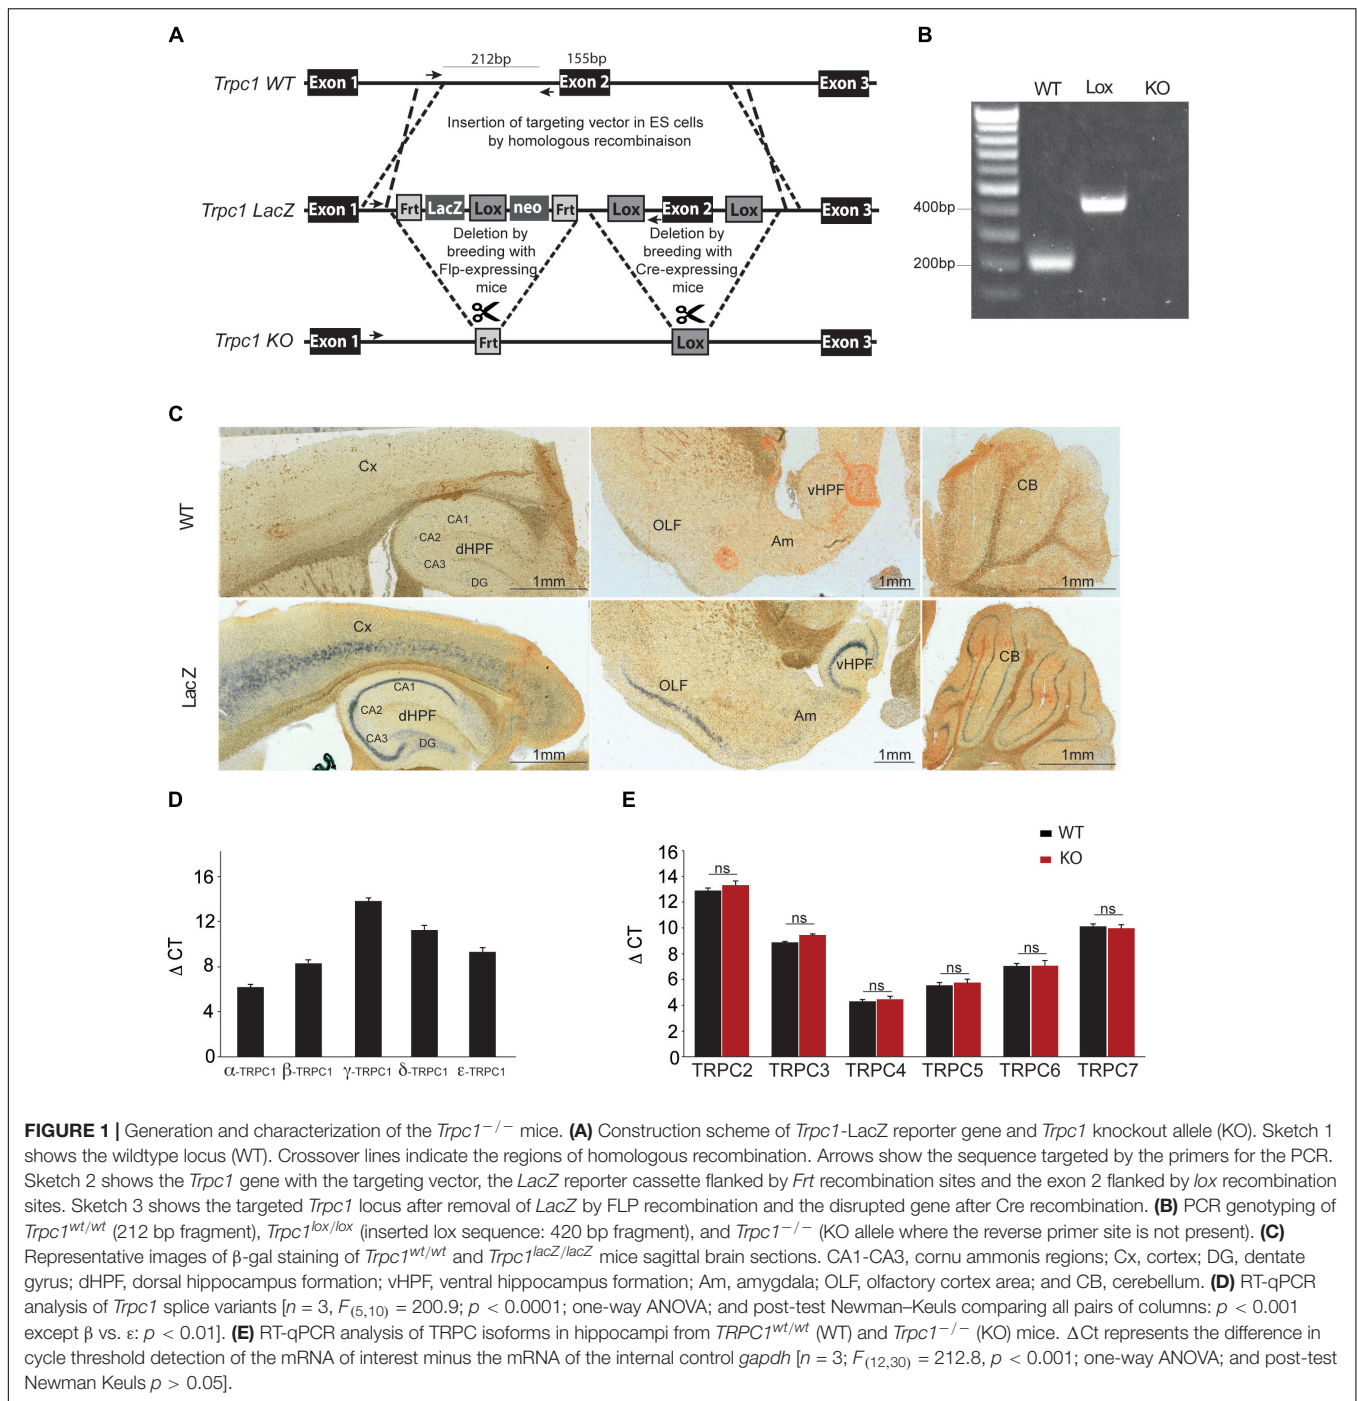 A
212bp
155bp
Trpc1 WT
Exon 1
Exon 2
Exon 3
Insertion of targeting vector in ES cells
by homologous recombinaison
Trpc1 LacZ
Exon 1
Frt
LacZ
Lox
neo
Frt
Lox
Exon 2
Lox
Exon 3
Deletion by
breeding with
Flp-expressing
mice
Deletion by
breeding with
Cre-expressing
mice
Trpc1 KO
Exon 1
Frt
Lox
Exon 3
B
WT
Lox
KO
400bp
200bp
C
WT
Cx
CA1
CA2
dHPF
CA3
DG
1mm
vHPF
OLF
Am
1mm
CB
1mm
LacZ
Cx
CA1
CA2
dHPF
CA3
DG
1mm
vHPF
OLF
Am
1mm
CB
1mm
D
Δ CT
16
12
8
4
0
α-TRPC1 β-TRPC1 γ-TRPC1 δ-TRPC1 ε-TRPC1
E
WT
KO
Δ CT
16
14
12
10
8
6
4
2
0
ns
ns
ns
ns
ns
ns
TRPC2 TRPC3 TRPC4 TRPC5 TRPC6 TRPC7
FIGURE 1 | Generation and characterization of the Trpc1−/− mice. (A) Construction scheme of Trpc1-LacZ reporter gene and Trpc1 knockout allele (KO). Sketch 1
shows the wildtype locus (WT). Crossover lines indicate the regions of homologous recombination. Arrows show the sequence targeted by the primers for the PCR.
Sketch 2 shows the Trpc1 gene with the targeting vector, the LacZ reporter cassette flanked by Frt recombination sites and the exon 2 flanked by lox recombination
sites. Sketch 3 shows the targeted Trpc1 locus after removal of LacZ by FLP recombination and the disrupted gene after Cre recombination. (B) PCR genotyping of
Trpc1wt/wt (212 bp fragment), Trpc1lox/lox (inserted lox sequence: 420 bp fragment), and Trpc1−/− (KO allele where the reverse primer site is not present). (C)
Representative images of β-gal staining of Trpc1wt/wt and Trpc1lacZ/lacZ mice sagittal brain sections. CA1-CA3, cornu ammonis regions; Cx, cortex; DG, dentate
gyrus; dHPF, dorsal hippocampus formation; vHPF, ventral hippocampus formation; Am, amygdala; OLF, olfactory cortex area; and CB, cerebellum. (D) RT-qPCR
analysis of Trpc1 splice variants [n = 3, F(5,10) = 200.9; p < 0.0001; one-way ANOVA; and post-test Newman–Keuls comparing all pairs of columns: p < 0.001
except β vs. ε: p < 0.01]. (E) RT-qPCR analysis of TRPC isoforms in hippocampi from TRPC1wt/wt (WT) and Trpc1−/− (KO) mice. ΔCt represents the difference in
cycle threshold detection of the mRNA of interest minus the mRNA of the internal control gapdh [n = 3; F(12,30) = 212.8, p < 0.001; one-way ANOVA; and post-test
Newman Keuls p > 0.05].